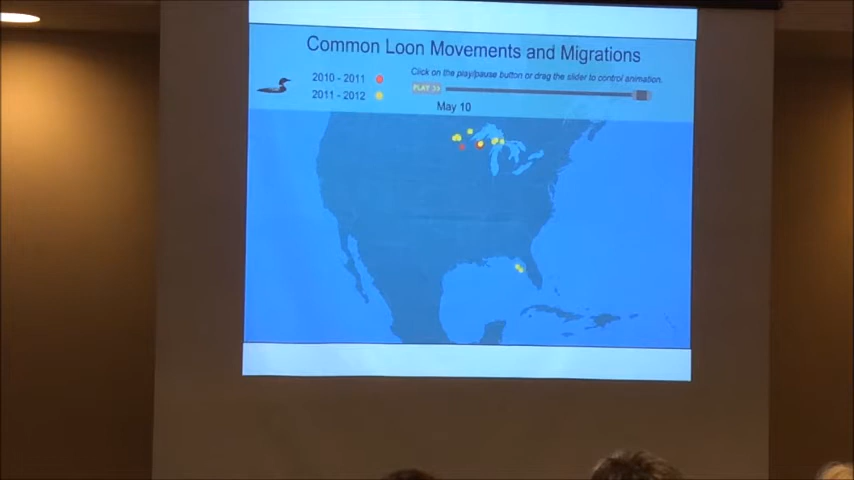 Common Loon Movements and Migrations
2010 - 2011
2011 - 2012
Click on the play/pause button or drag the slider to control animation.
PLAY >>
May 10